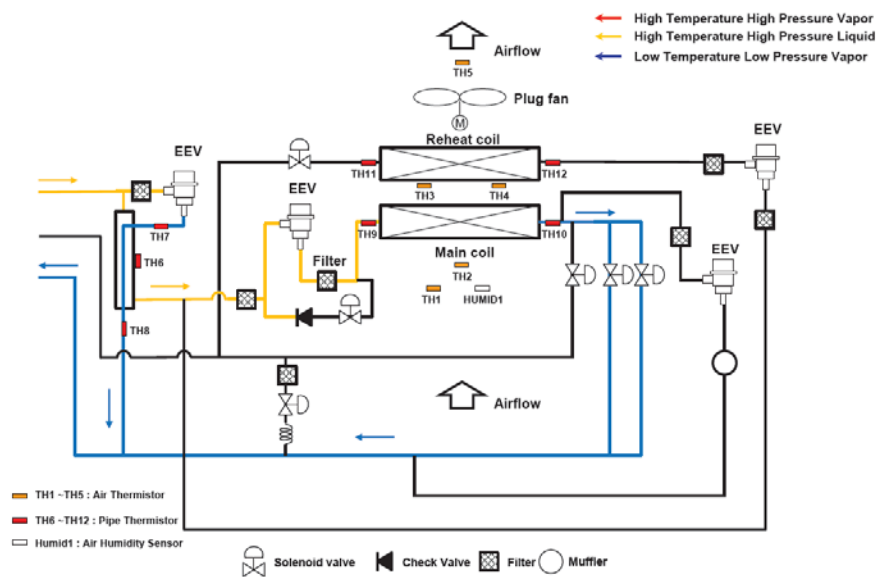 High Temperature High Pressure Vapor
High Temperature High Pressure Liquid
Low Temperature Low Pressure Vapor
Airflow
TH5
Plug fan
M
Reheat coil
EEV
EEV
TH11
TH12
TH3
TH4
EEV
TH7
TH9
TH10
Filter
Main coil
EEV
TH6
TH2
TH1
HUMID1
TH8
Airflow
TH1 ~TH5 : Air Thermistor
TH6 ~TH12 : Pipe Thermistor
Humid1 : Air Humidity Sensor
Solenoid valve
Check Valve
Filter
Muffler